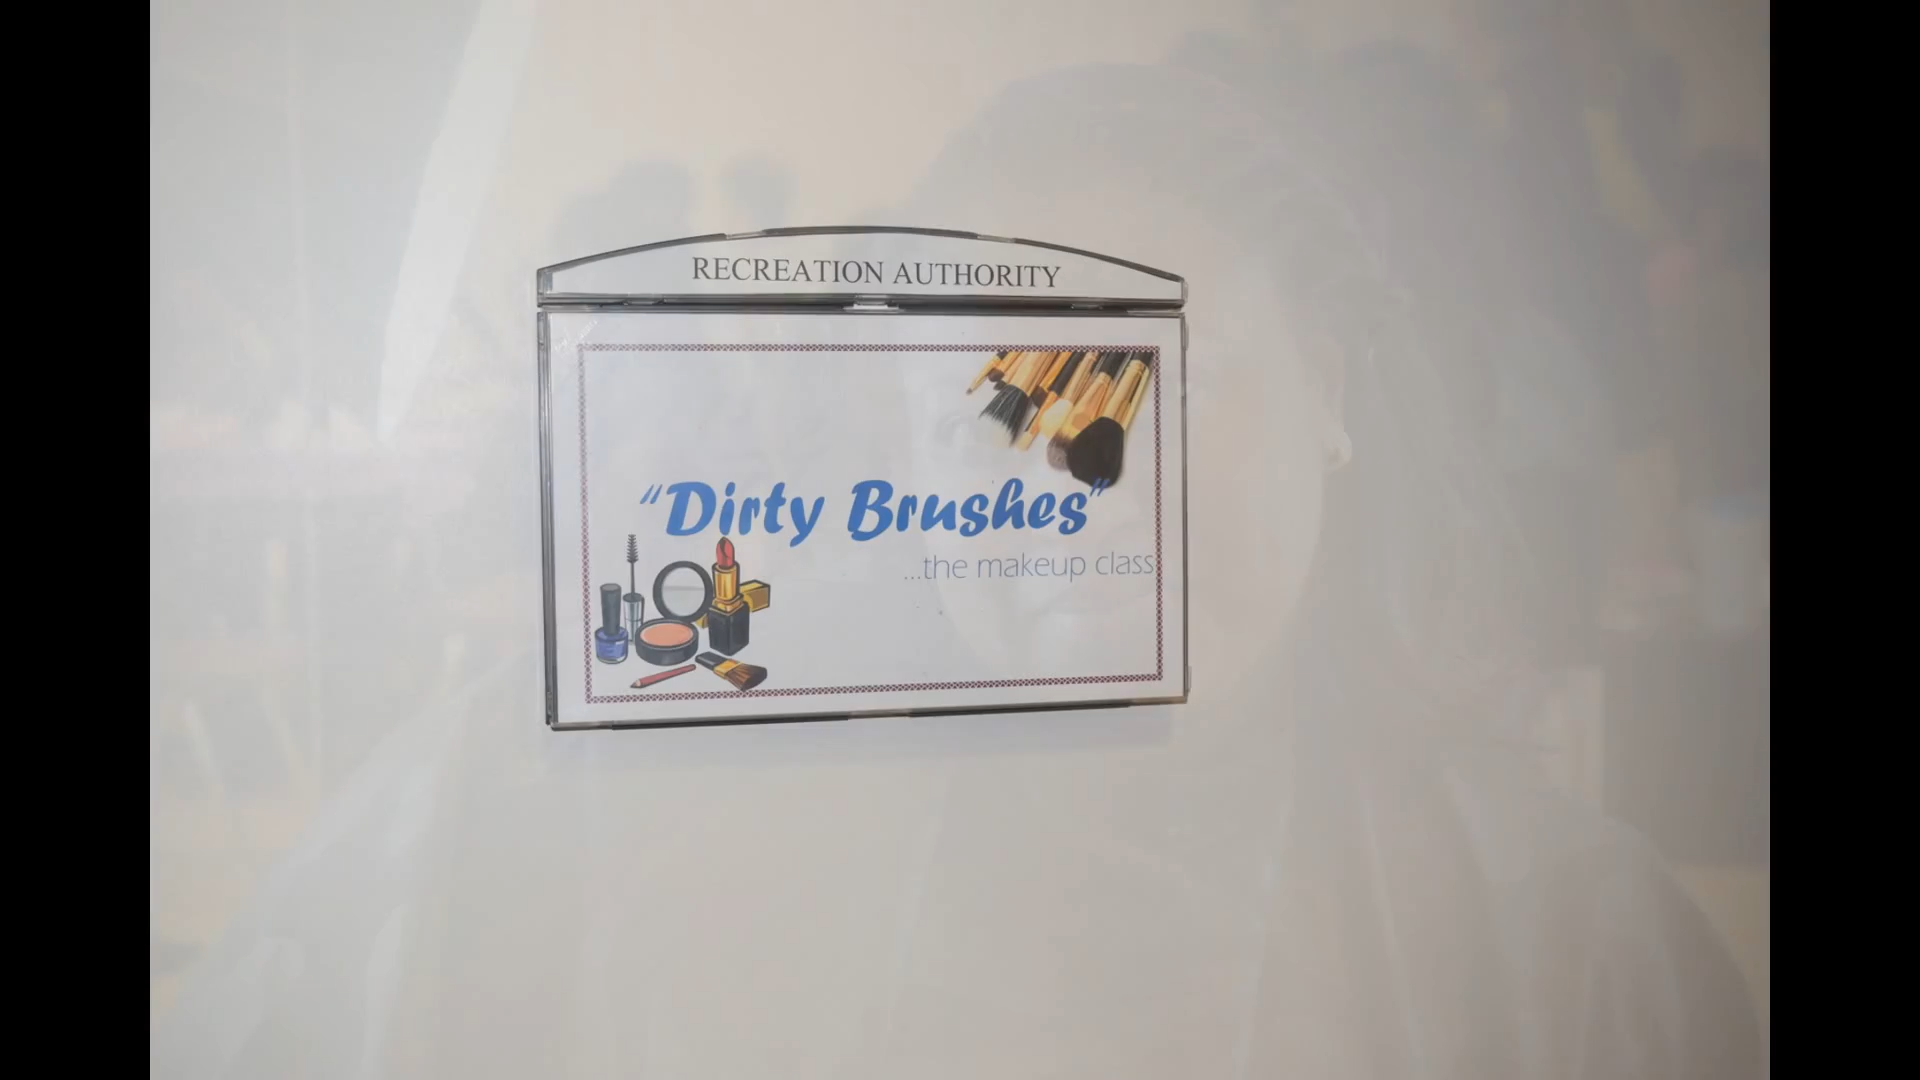 RECREATION AUTHORITY
"Dirty Brushes"
...the makeup class